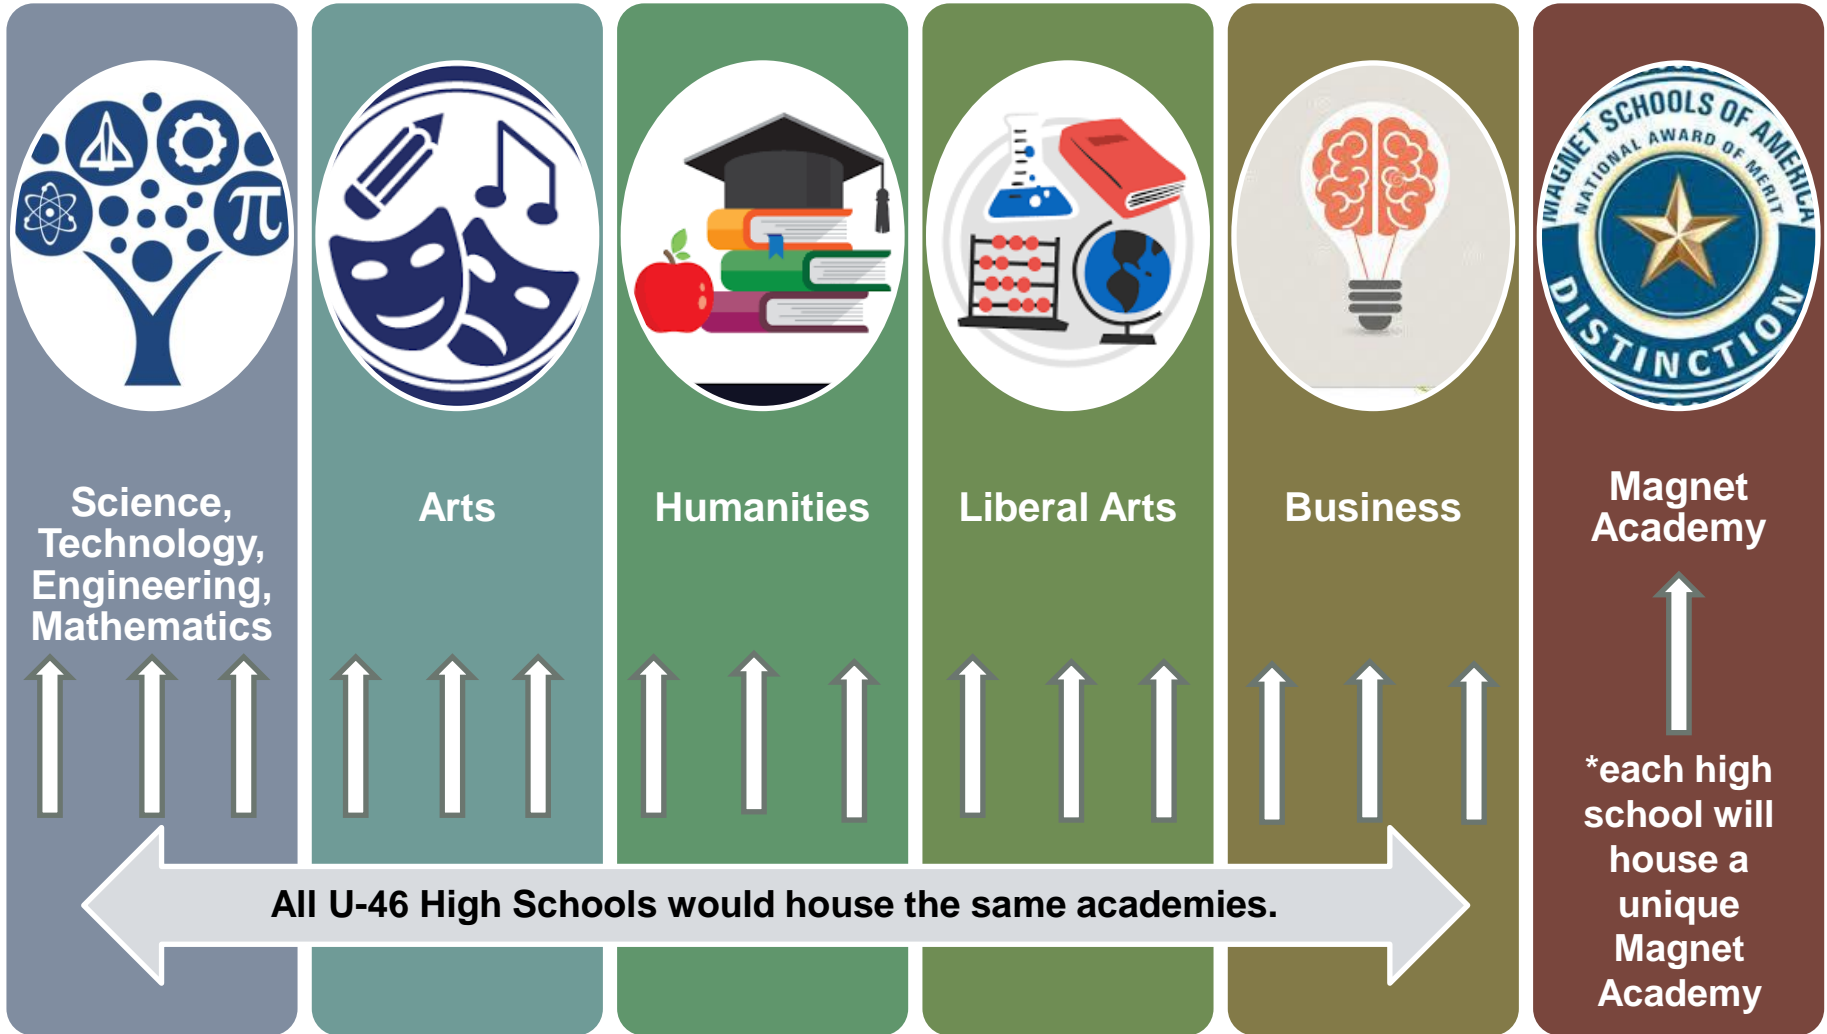 MAGNET SCHOOLS OF AMERICA
NATIONAL AWARD OF MERIT
DISTINCTION
π
Science,
Technology,
Engineering,
Mathematics
Arts
Humanities
Liberal Arts
Business
Magnet
Academy
*each high
school will
house a
unique
Magnet
Academy
All U-46 High Schools would house the same academies.